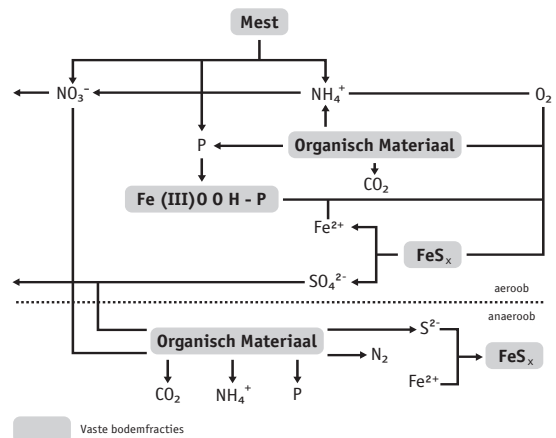 Mest
NO₃⁻ NH₄⁺ O₂
P Organisch Materiaal
CO₂
Fe (III)O O H - P
Fe²⁺
FeSₓ
SO₄²⁻
aeroob
anaeroob
Organisch Materiaal S²⁻
N₂ FeSₓ
CO₂ NH₄⁺ P Fe²⁺
Vaste bodemfracties